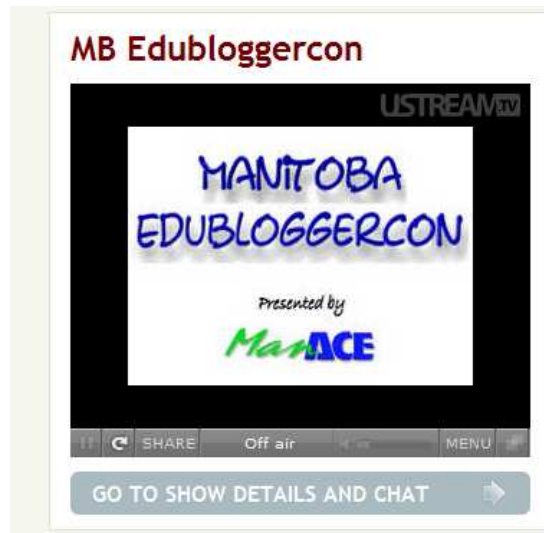 MB Edubloggercon
USTREAM.TV
MANITOBA
EDUBLOGGERCON
Presented by
ManACE
SHARE Off air MENU
GO TO SHOW DETAILS AND CHAT